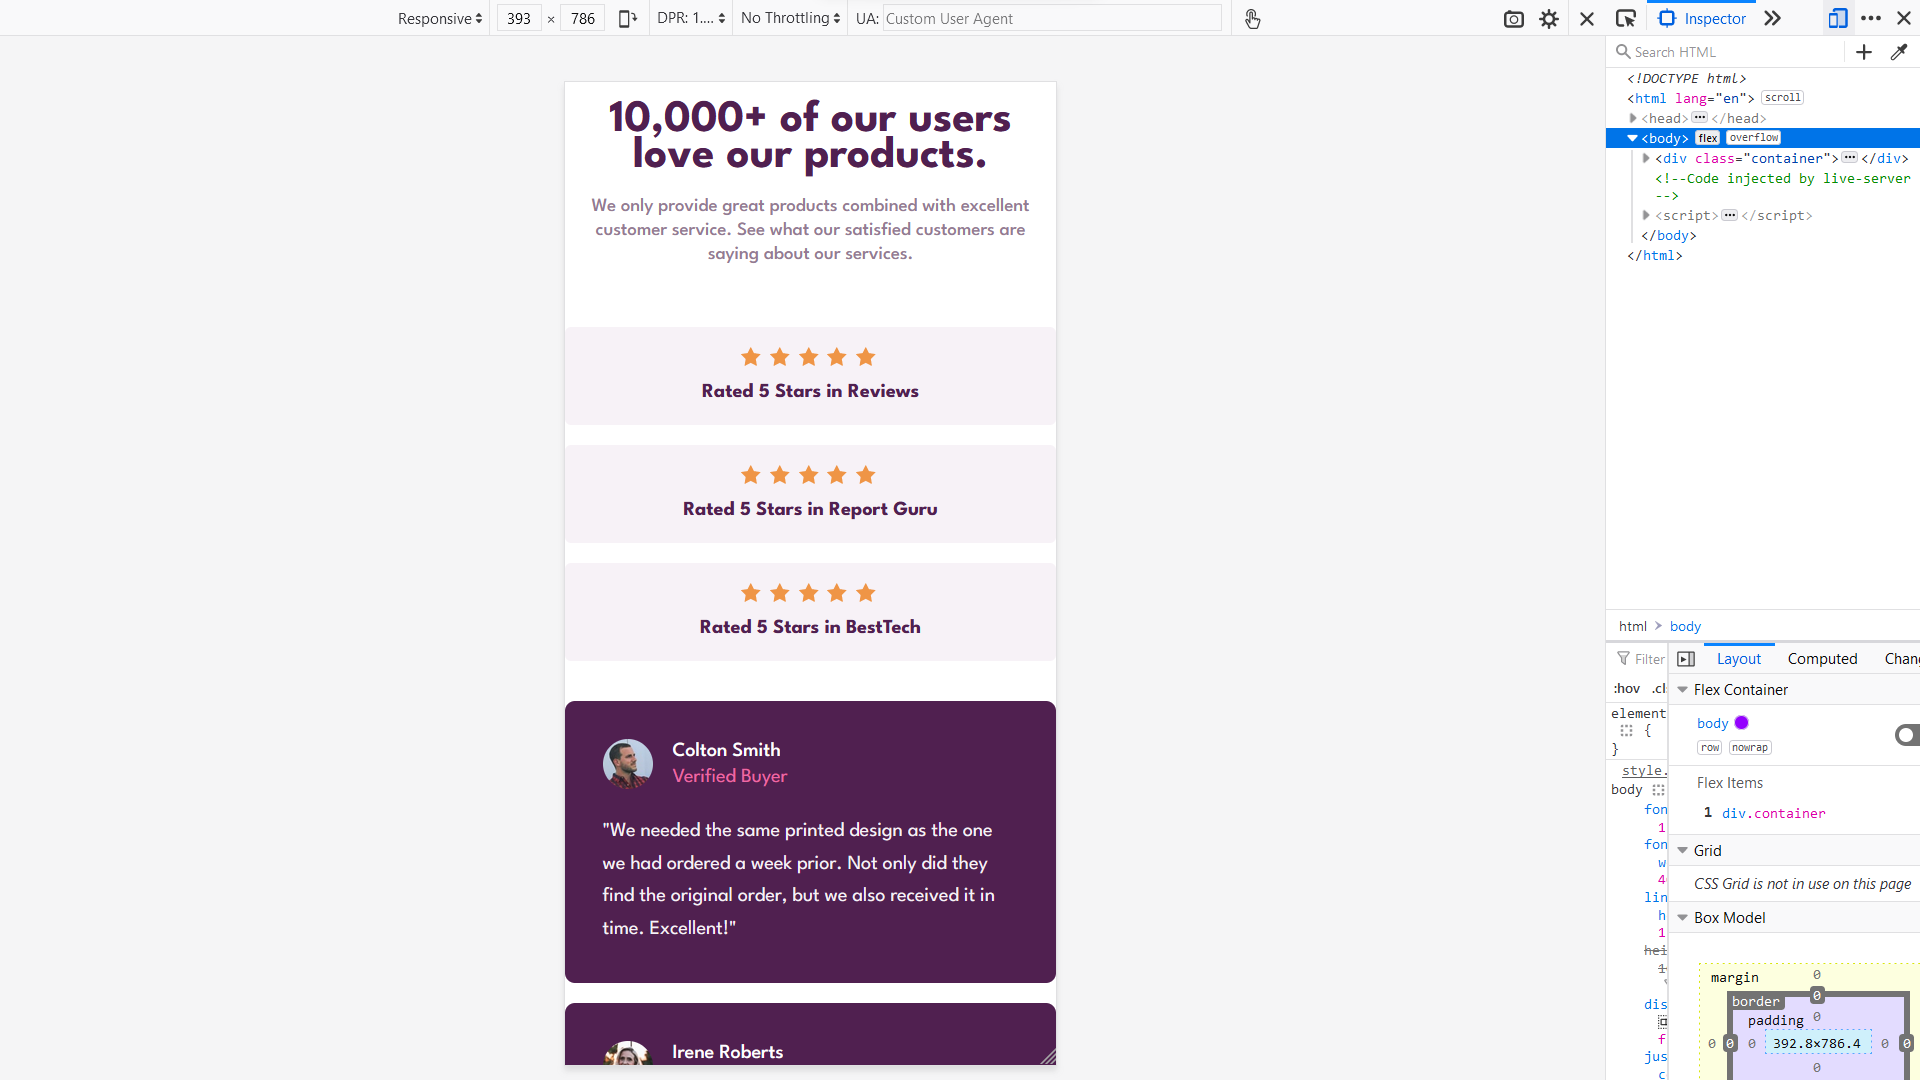 Responsive 393 × 786 DPR: 1.... No Throttling UA: Custom User Agent
10,000+ of our users
love our products.
We only provide great products combined with excellent
customer service. See what our satisfied customers are
saying about our services.
Rated 5 Stars in Reviews
Rated 5 Stars in Report Guru
Rated 5 Stars in BestTech
Colton Smith
Verified Buyer
"We needed the same printed design as the one
we had ordered a week prior. Not only did they
find the original order, but we also received it in
time. Excellent!"
Irene Roberts
Inspector
Search HTML
<!DOCTYPE html>
<html lang="en"> scroll
<head> ••• </head>
<body> flex overflow
<div class="container"> ••• </div>
<!--Code injected by live-server
-->
<script> ••• </script>
</body>
</html>
html > body
Filter
:hov .cl
element
{
}
style.
body
fon
1
fon
w
4
lin
h
1
hei
1
dis
f
jus
c
Layout Computed Chang
Flex Container
body
row nowrap
Flex Items
1 div.container
Grid
CSS Grid is not in use on this page
Box Model
margin 0
border 0
padding 0
0 0 0 392.8×786.4 0 0
0